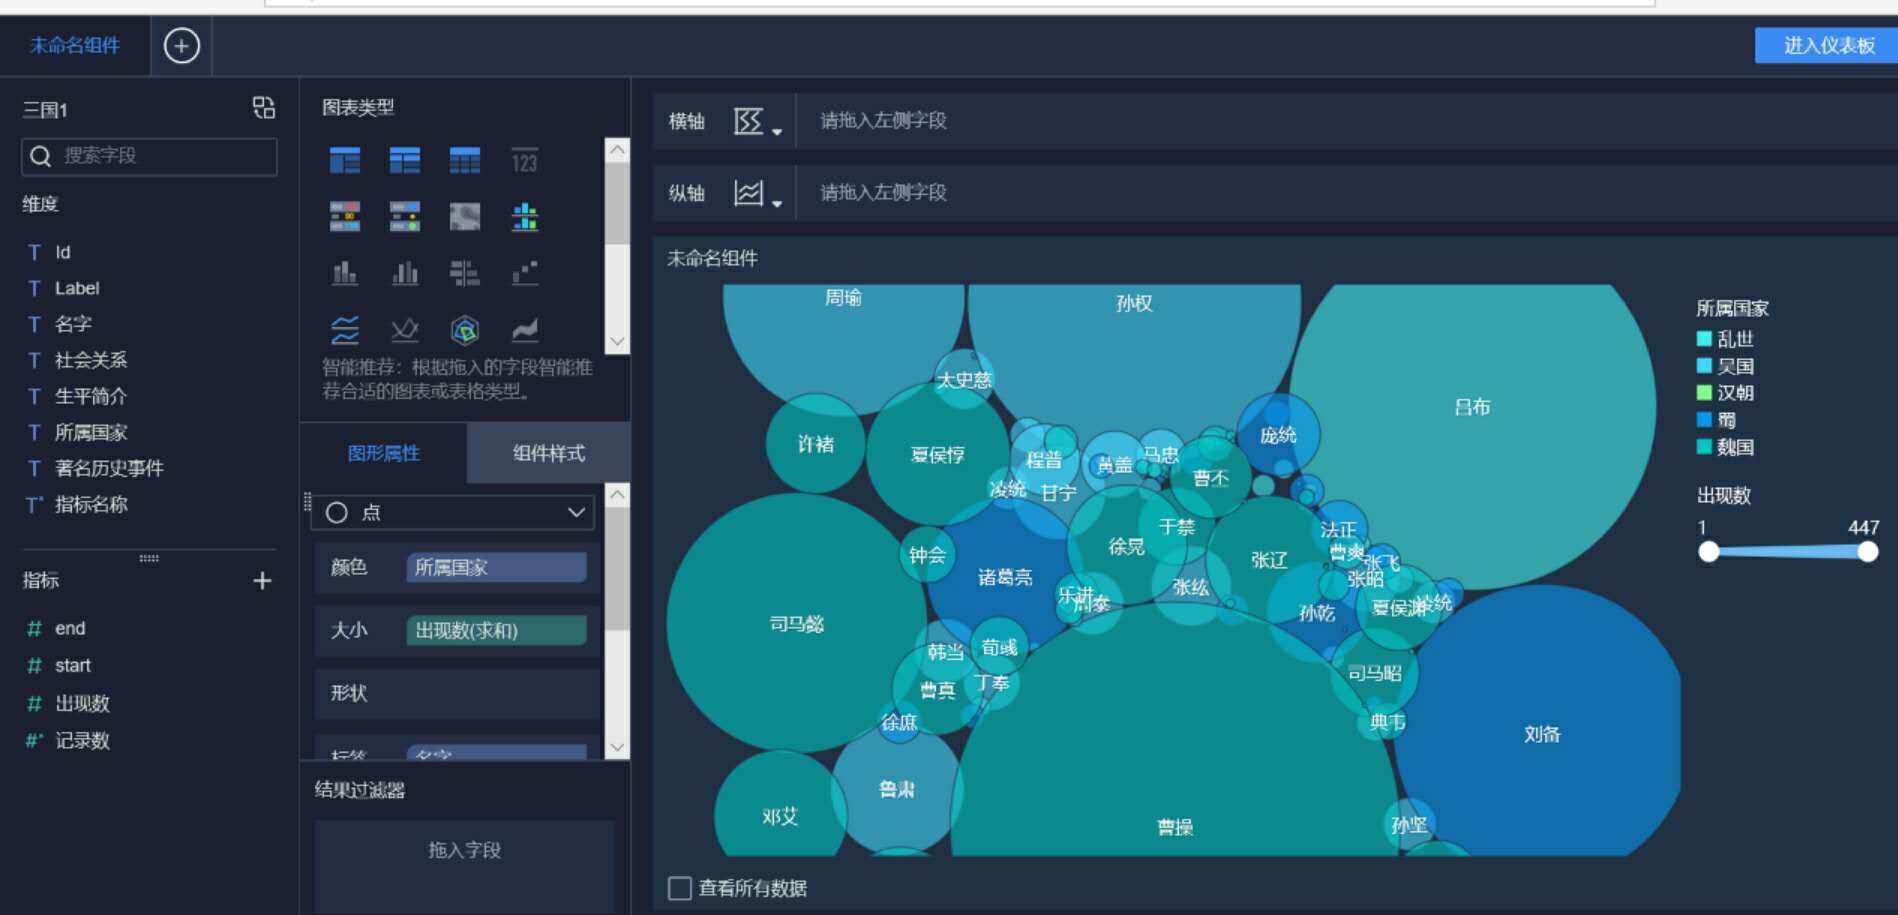 未命名组件
进入仪表板
三国1
搜索字段
维度
Id
Label
名字
社会关系
生平简介
所属国家
著名历史事件
指标名称
指标
end
start
出现数
记录数
图表类型
123
智能推荐：根据拖入的字段智能推
荐合适的图表或表格类型。
图形属性
组件样式
点
颜色
所属国家
大小
出现数(求和)
形状
标签
名字
结果过滤器
拖入字段
横轴
请拖入左侧字段
纵轴
请拖入左侧字段
未命名组件
周瑜
孙权
太史慈
吕布
许褚
夏侯惇
程普
黄盖
马忠
庞统
曹丕
凌统
甘宁
于禁
法正
徐晃
张辽
曹爽
张飞
钟会
诸葛亮
张纮
张昭
乐进
周泰
孙乾
夏侯渊
凌统
司马懿
韩当
荀彧
司马昭
曹真
丁奉
徐庶
典韦
刘备
鲁肃
邓艾
曹操
孙坚
所属国家
乱世
吴国
汉朝
蜀
魏国
出现数
1
447
查看所有数据